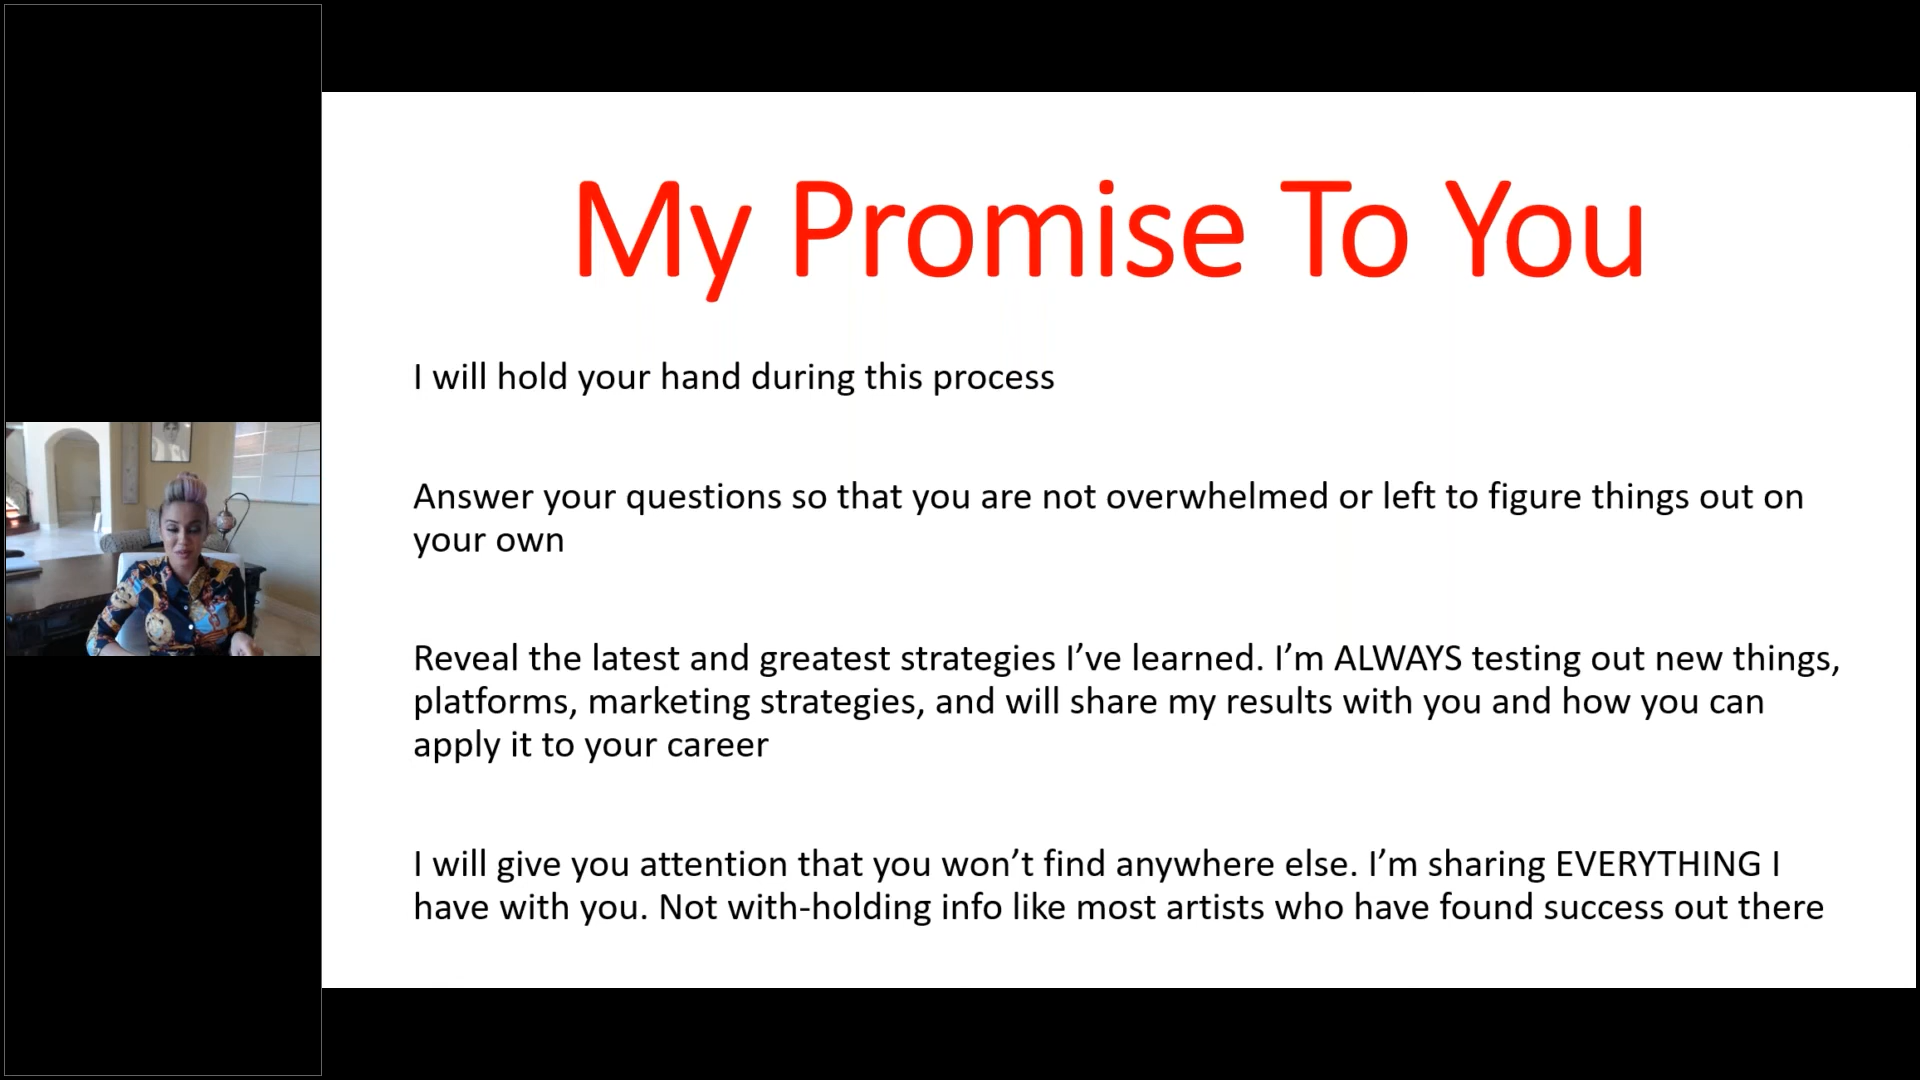 My Promise To You
I will hold your hand during this process
Answer your questions so that you are not overwhelmed or left to figure things out on
your own
Reveal the latest and greatest strategies I’ve learned. I’m ALWAYS testing out new things,
platforms, marketing strategies, and will share my results with you and how you can
apply it to your career
I will give you attention that you won’t find anywhere else. I’m sharing EVERYTHING I
have with you. Not with-holding info like most artists who have found success out there